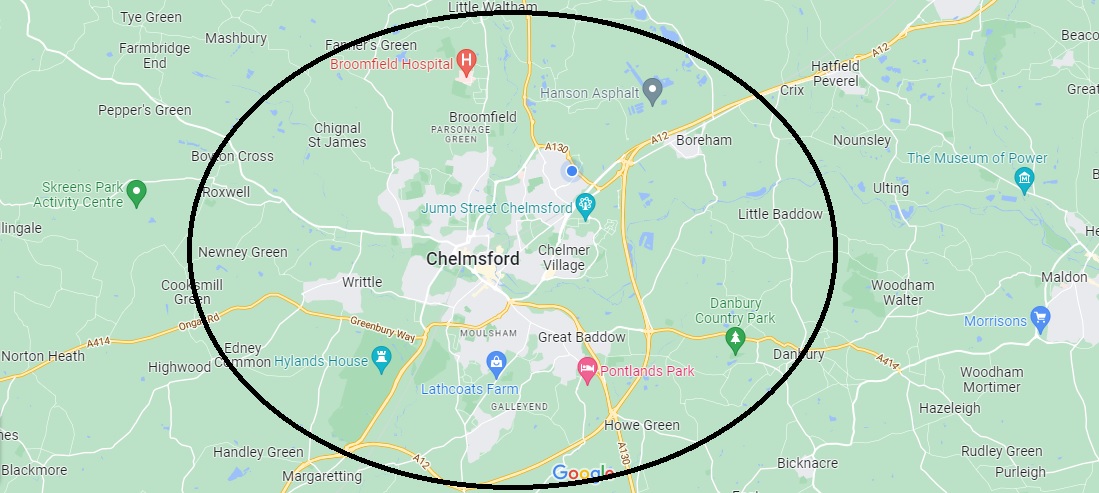 Little Waltham
Tye Green
Mashbury
Farmbridge
End
Fanner's Green
Broomfield Hospital
H
A12
Beaco
Hatfield
Peverel
Crix
Great
Hanson Asphalt
Pepper's Green
Broomfield
PARSONAGE
GREEN
Chignal
St James
A130
A12
Boreham
Nounsley
Boyton Cross
The Museum of Power
Skreens Park
Activity Centre
Roxwell
Ulting
Jump Street Chelmsford
Little Baddow
llingale
He
Newney Green
Chelmsford
Chelmer
Village
Maldon
Cooksmill
Green
Writtle
Woodham
Walter
Danbury
Country Park
Ongar Rd
Greenbury Way
Morrisons
A414
MOULSHAM
Great Baddow
Norton Heath
Edney
Common
Highwood
Hylands House
Danbury
A414
Pontlands Park
Lathcoats Farm
Woodham
Mortimer
GALLEYEND
Hazeleigh
Howe Green
nes
Handley Green
A12
A130
Rudley Green
Blackmore
Margaretting
Google
Bicknacre
Purleigh